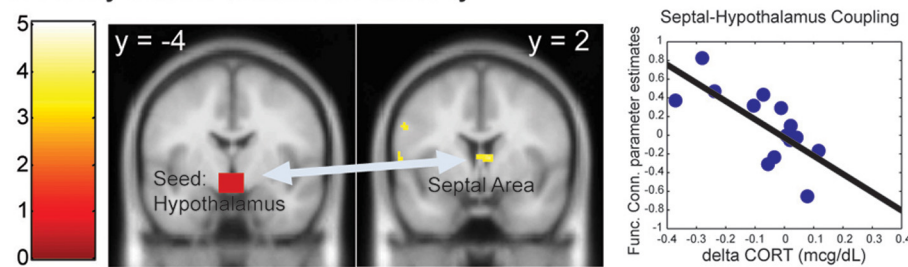 5
4
3
2
1
0
y = -4
y = 2
Seed:
Hypothalamus
Septal Area
Septal-Hypothalamus Coupling
Func. Conn. parameter estimates
1
0.8
0.6
0.4
0.2
0
-0.2
-0.4
-0.6
-0.8
-1
-0.4 -0.3 -0.2 -0.1 0 0.1 0.2 0.3 0.4
delta CORT (mcg/dL)